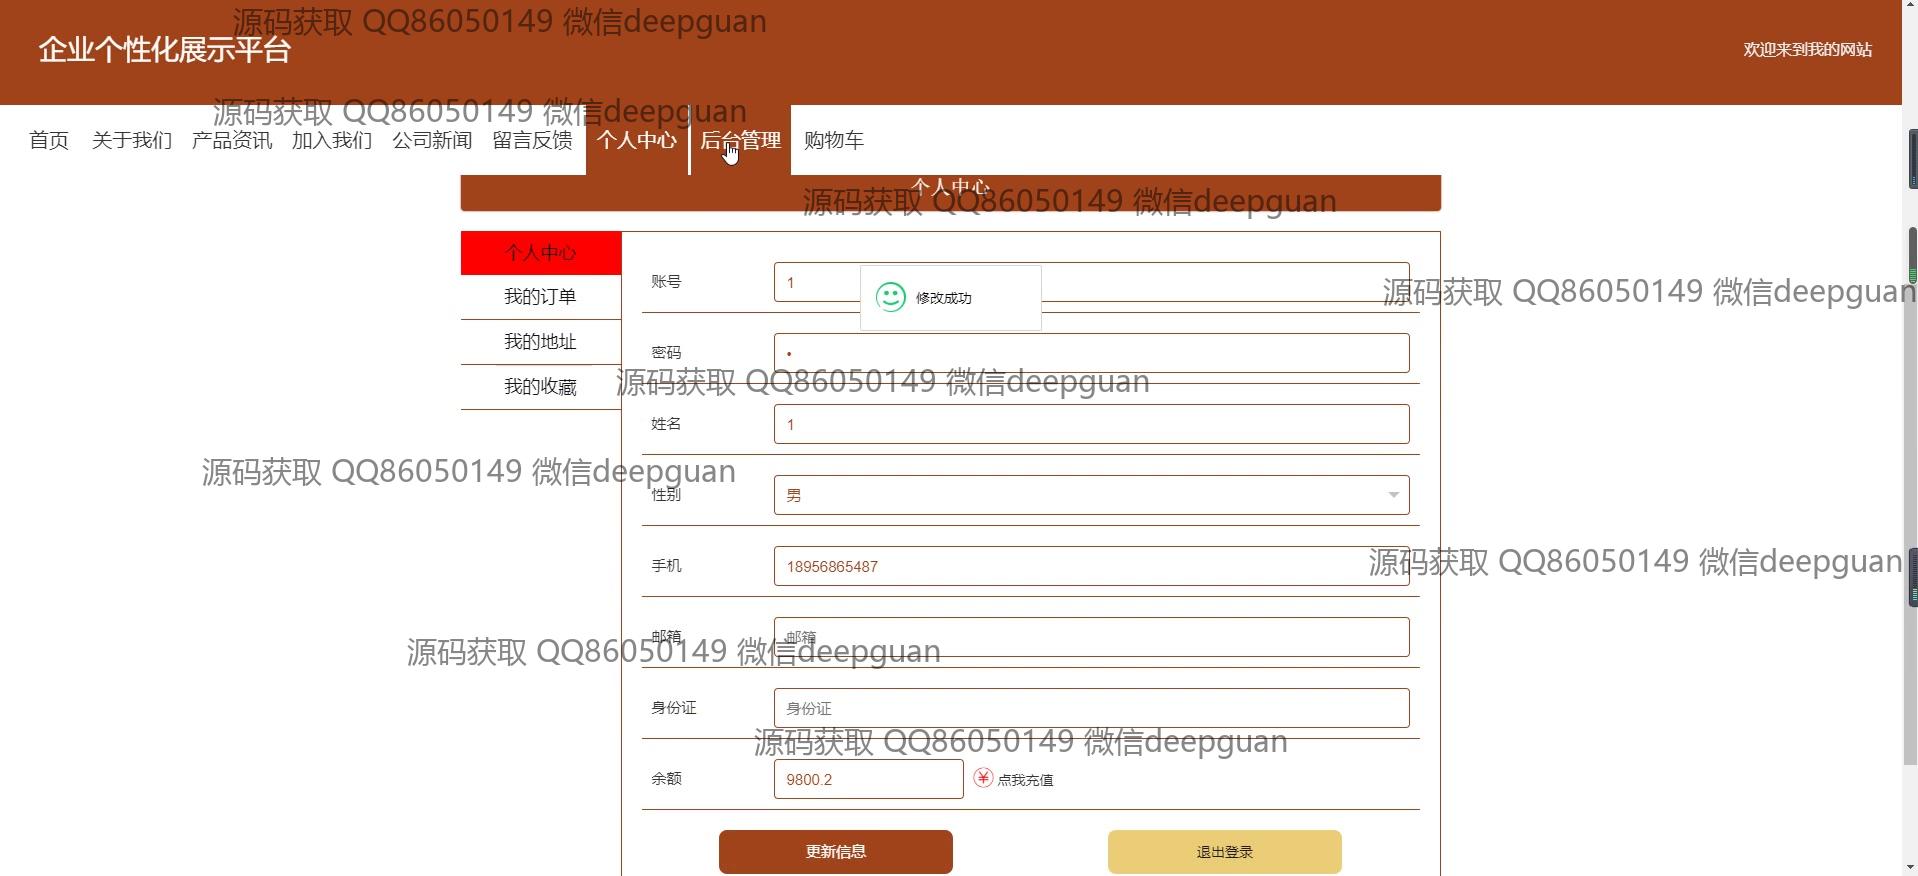 源码获取 QQ86050149 微信deepguan
企业个性化展示平台
欢迎来到我的网站
源码获取 QQ86050149 微信deepguan
首页 关于我们 产品资讯 加入我们 公司新闻 留言反馈 个人中心 后台管理 购物车
个人中心
源码获取 QQ86050149 微信deepguan
个人中心
账号 1
修改成功
源码获取 QQ86050149 微信deepguan
我的订单
我的地址
密码 •
源码获取 QQ86050149 微信deepguan
我的收藏
姓名 1
源码获取 QQ86050149 微信deepguan
性别 男
手机 18956865487
源码获取 QQ86050149 微信deepguan
邮箱 邮箱
源码获取 QQ86050149 微信deepguan
身份证 身份证
源码获取 QQ86050149 微信deepguan
余额 9800.2 点我充值
更新信息 退出登录